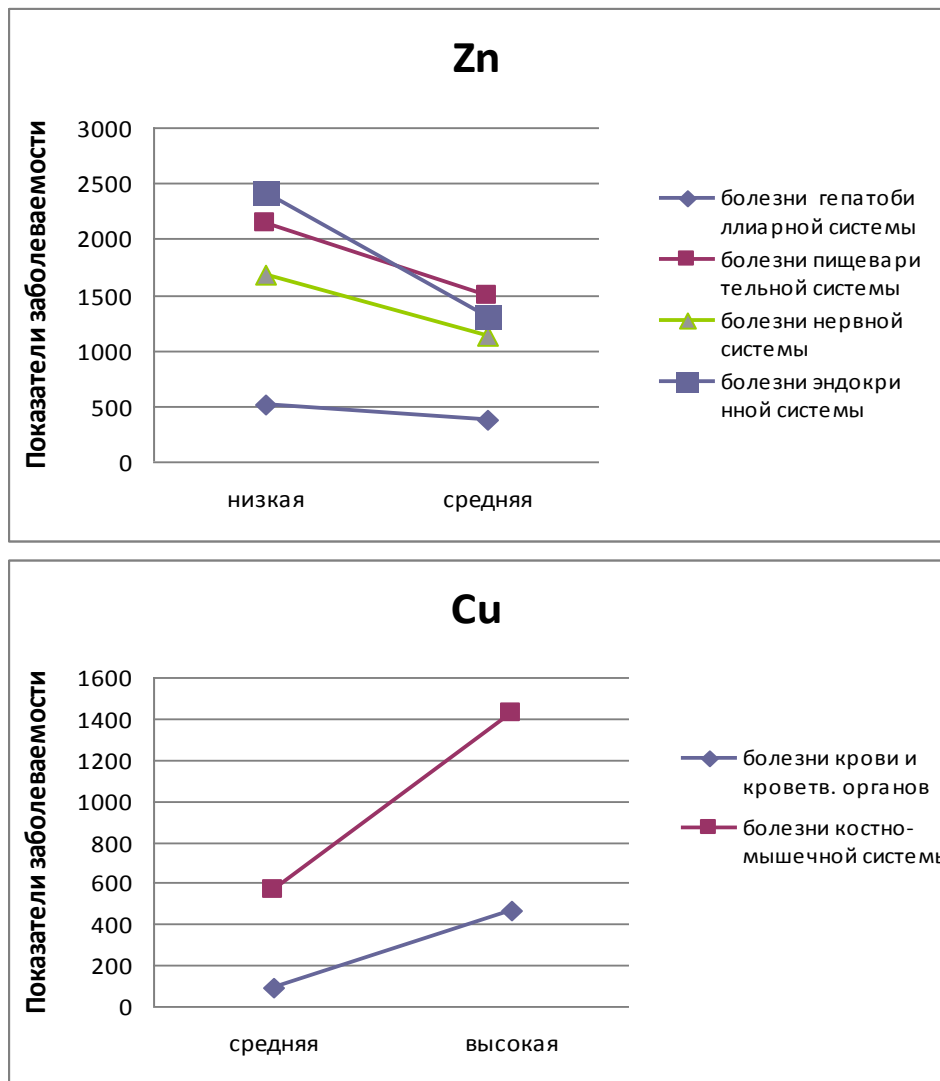 Zn
Показатели заболеваемости
3000
2500
2000
1500
1000
500
0
низкая
средняя
болезни гепатоби
ллиарной системы
болезни пищевари
тельной системы
болезни нервной
системы
болезни эндокри
нной системы
Cu
Показатели заболеваемости
1600
1400
1200
1000
800
600
400
200
0
средняя
высокая
болезни крови и
кроветв. органов
болезни костно-
мышечной системы